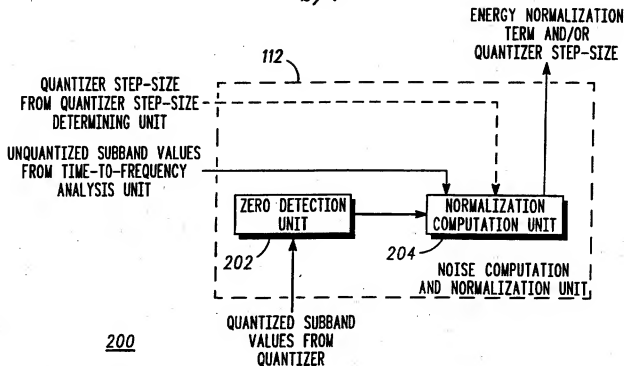 ENERGY NORMALIZATION
TERM AND/OR
QUANTIZER STEP-SIZE
112
QUANTIZER STEP-SIZE
FROM QUANTIZER STEP-SIZE
DETERMINING UNIT
UNQUANTIZED SUBBAND VALUES
FROM TIME-TO-FREQUENCY
ANALYSIS UNIT
ZERO DETECTION
UNIT
202
NORMALIZATION
COMPUTATION UNIT
204
NOISE COMPUTATION
AND NORMALIZATION UNIT
QUANTIZED SUBBAND
VALUES FROM
QUANTIZER
200